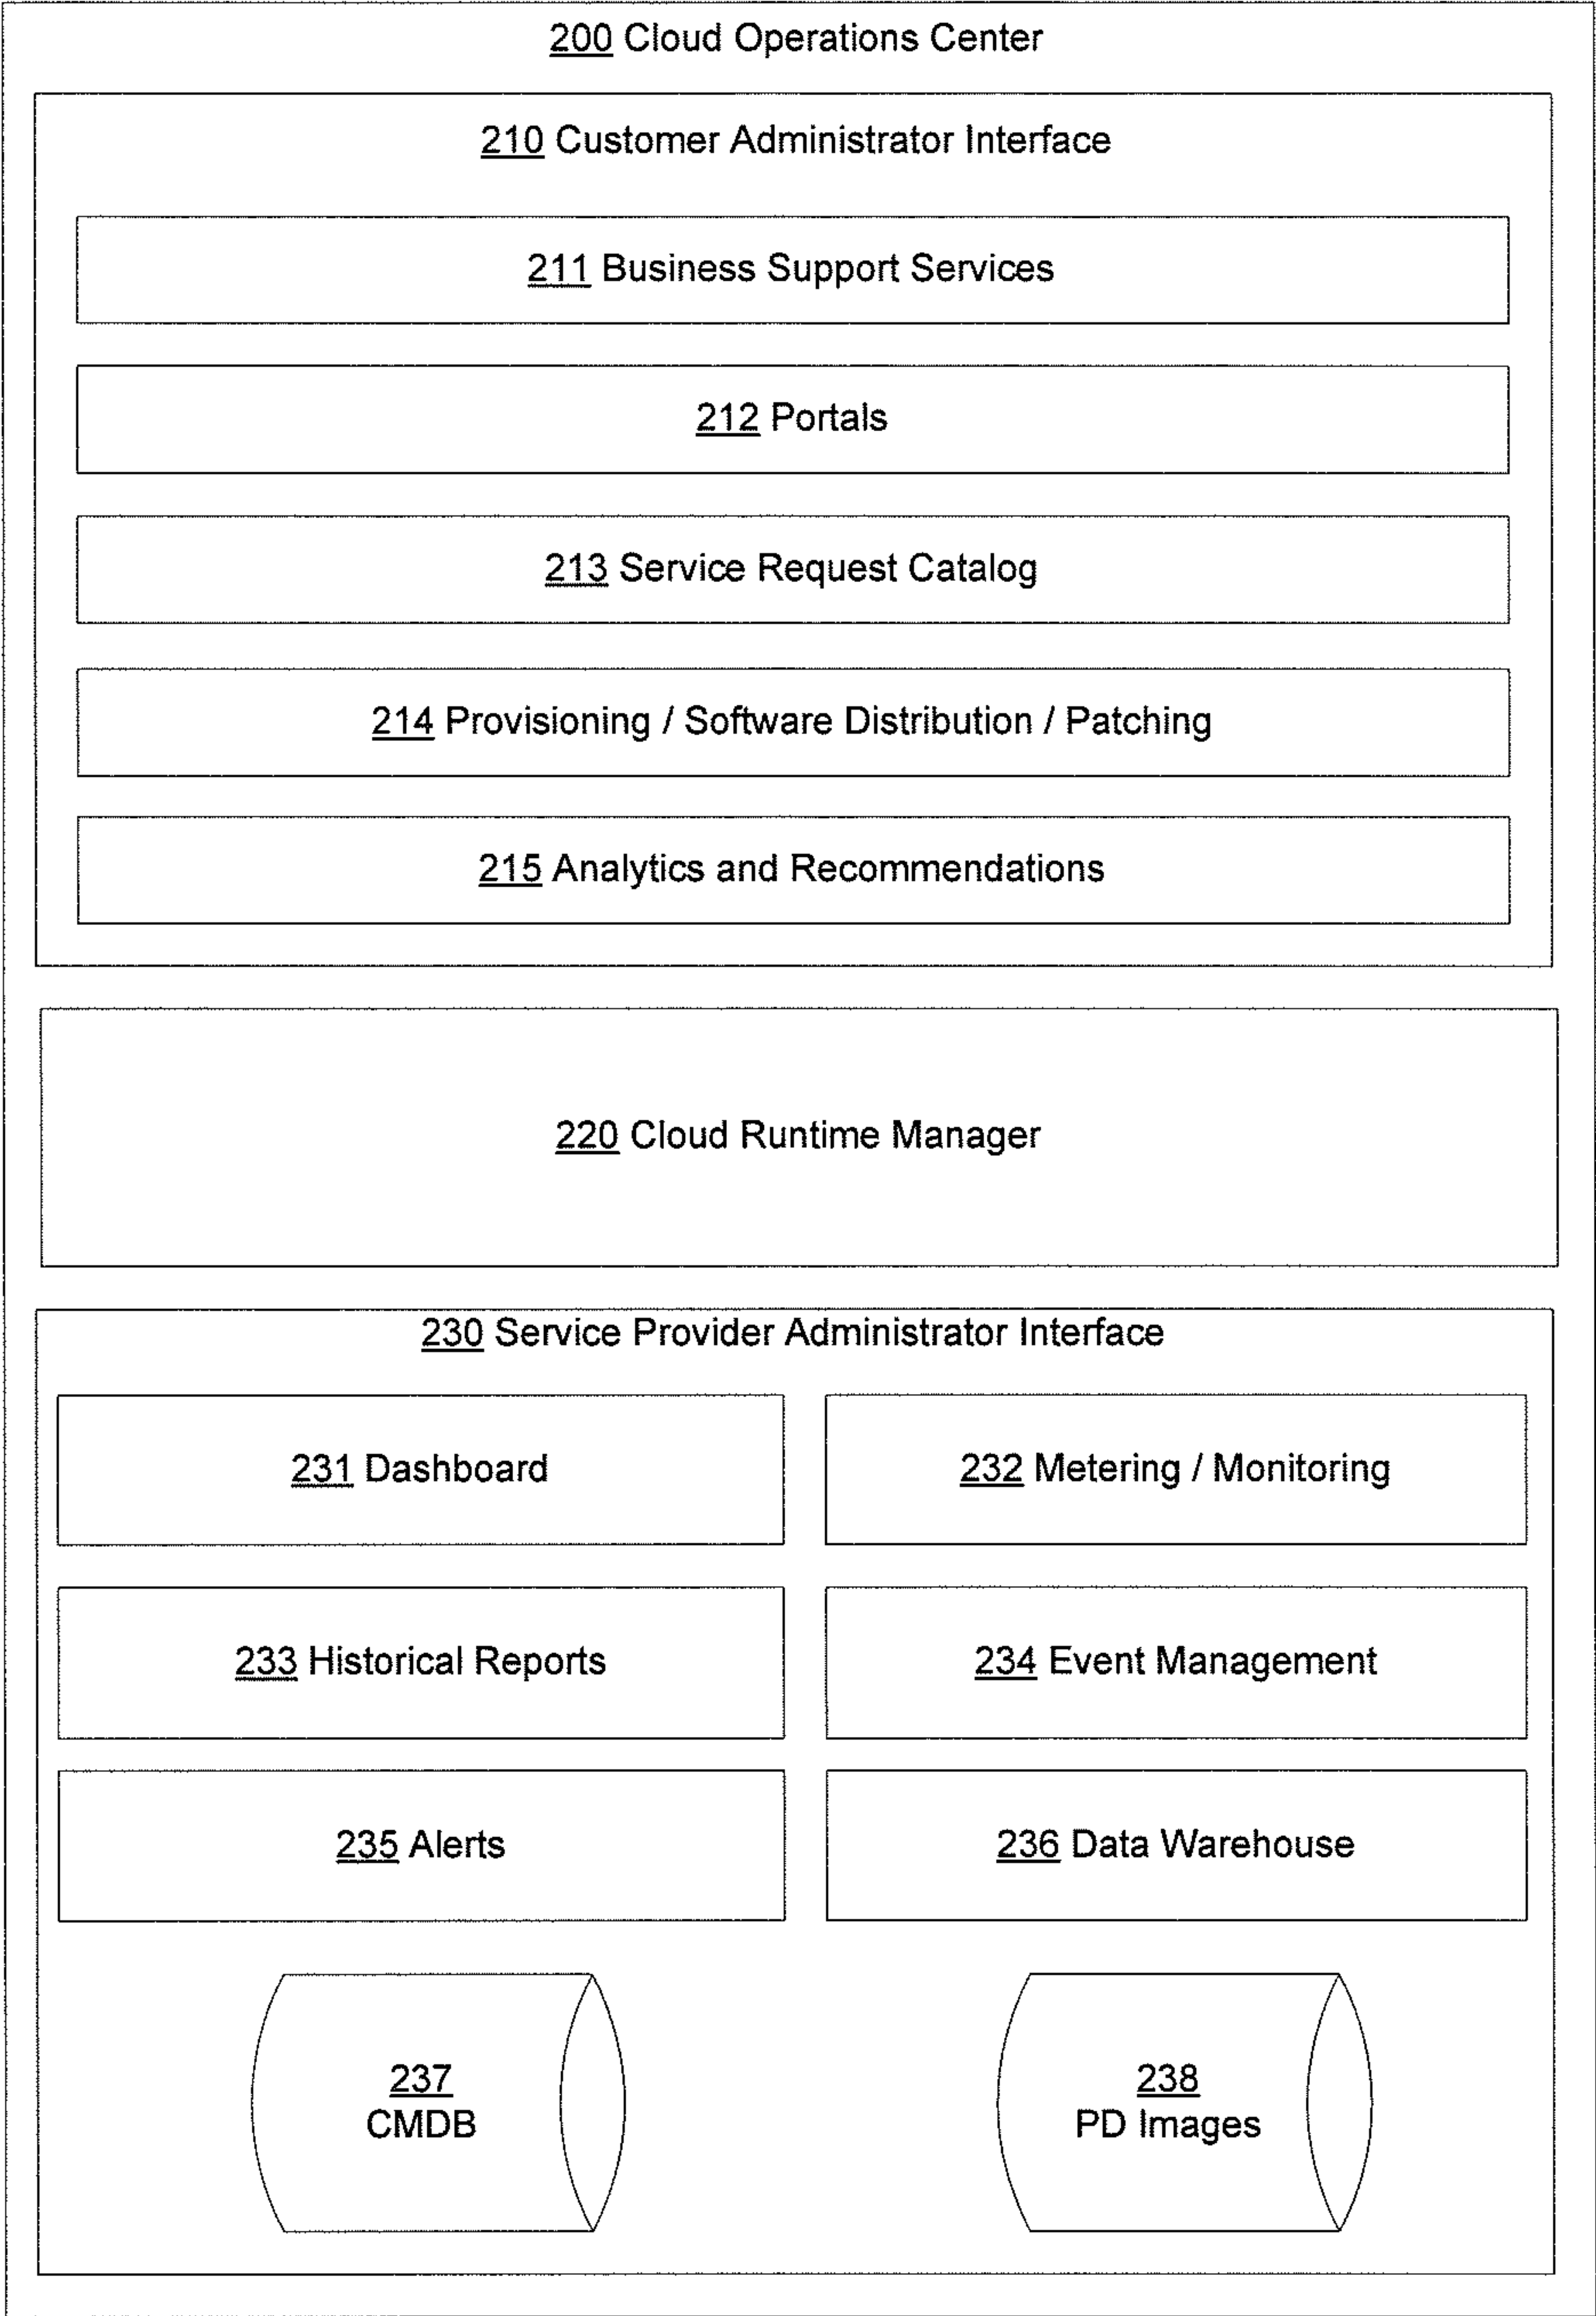 200 Cloud Operations Center
210 Customer Administrator Interface
211 Business Support Services
212 Portals
213 Service Request Catalog
214 Provisioning / Software Distribution / Patching
215 Analytics and Recommendations
220 Cloud Runtime Manager
230 Service Provider Administrator Interface
231 Dashboard
232 Metering / Monitoring
233 Historical Reports
234 Event Management
235 Alerts
236 Data Warehouse
237
CMDB
238
PD Images